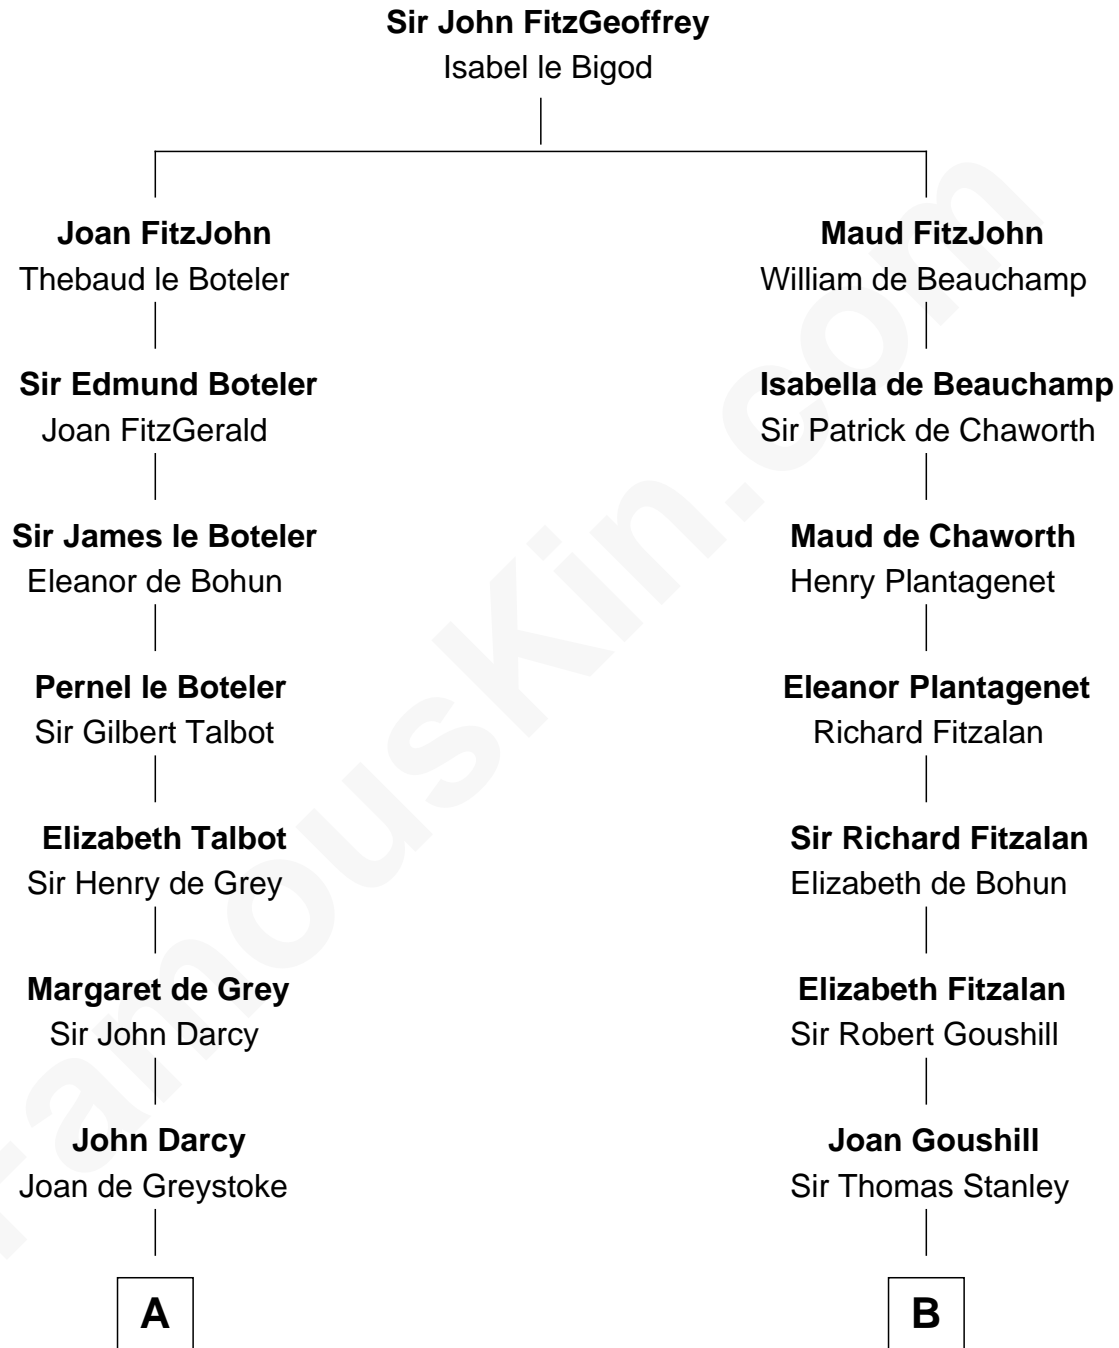 Sir John FitzGeoffrey
Isabel le Bigod
Joan FitzJohn
Thebaud le Boteler
Maud FitzJohn
William de Beauchamp
Sir Edmund Boteler
Joan FitzGerald
Isabella de Beauchamp
Sir Patrick de Chaworth
Sir James le Boteler
Eleanor de Bohun
Maud de Chaworth
Henry Plantagenet
Pernel le Boteler
Sir Gilbert Talbot
Eleanor Plantagenet
Richard Fitzalan
Elizabeth Talbot
Sir Henry de Grey
Sir Richard Fitzalan
Elizabeth de Bohun
Margaret de Grey
Sir John Darcy
Elizabeth Fitzalan
Sir Robert Goushill
John Darcy
Joan de Greystoke
Joan Goushill
Sir Thomas Stanley
A
B
FamousKin.com